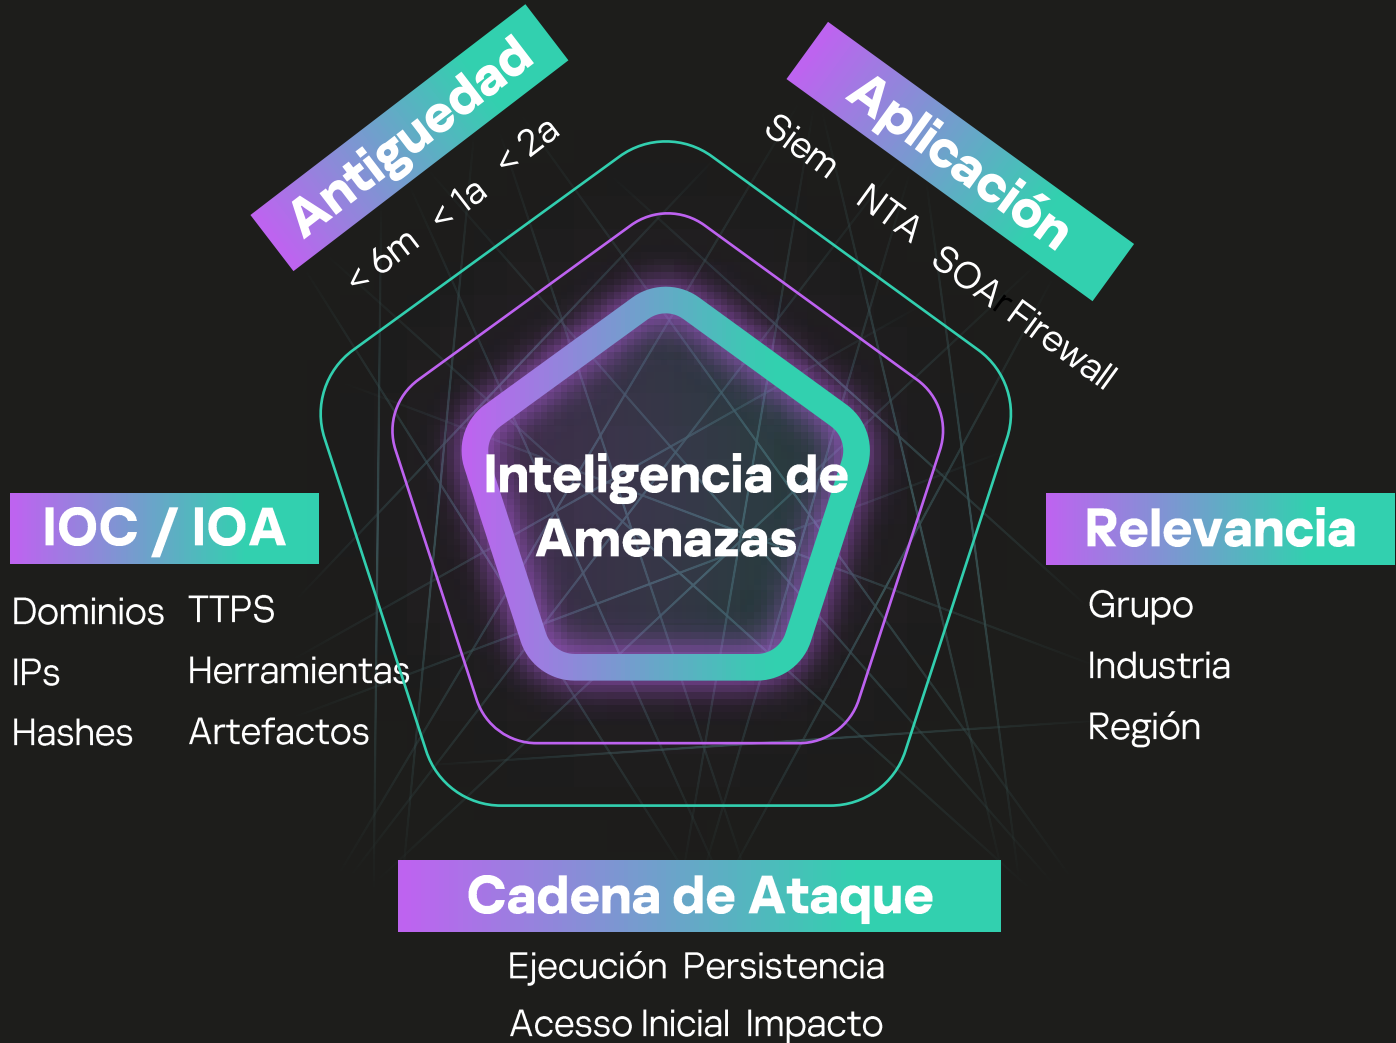 Antiguedad
< 6m < 1a < 2a
Aplicación
Siem NTA SOAr Firewall
Inteligencia de
Amenazas
IOC / IOA
Dominios TTPS
IPs Herramientas
Hashes Artefactos
Relevancia
Grupo
Industria
Región
Cadena de Ataque
Ejecución Persistencia
Acesso Inicial Impacto